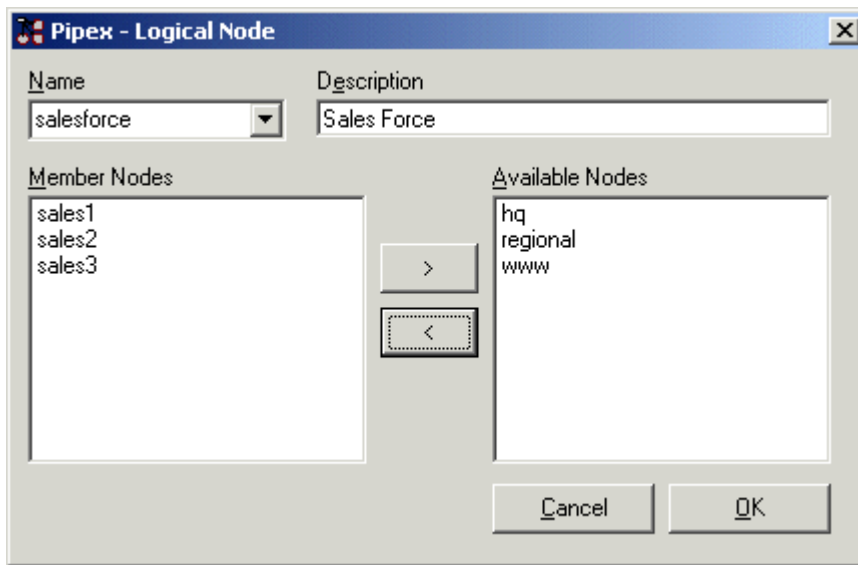 Pipex - Logical Node
Name
Description
salesforce
Sales Force
Member Nodes
Available Nodes
sales1
sales2
sales3
>
<
hq
regional
www
Cancel
OK